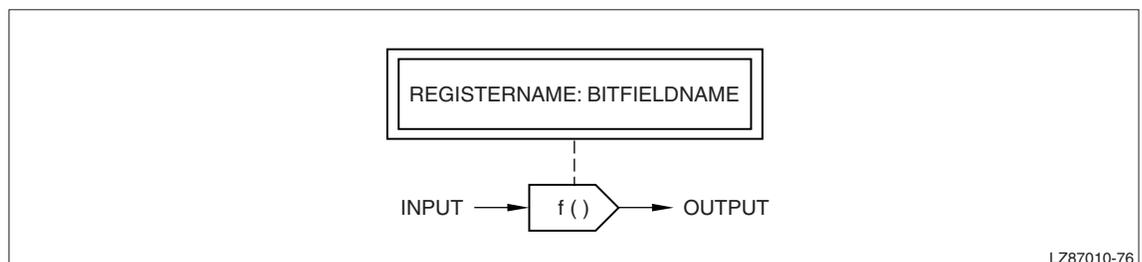 REGISTERNAME: BITFIELDNAME
INPUT f ( ) OUTPUT
LZ87010-76